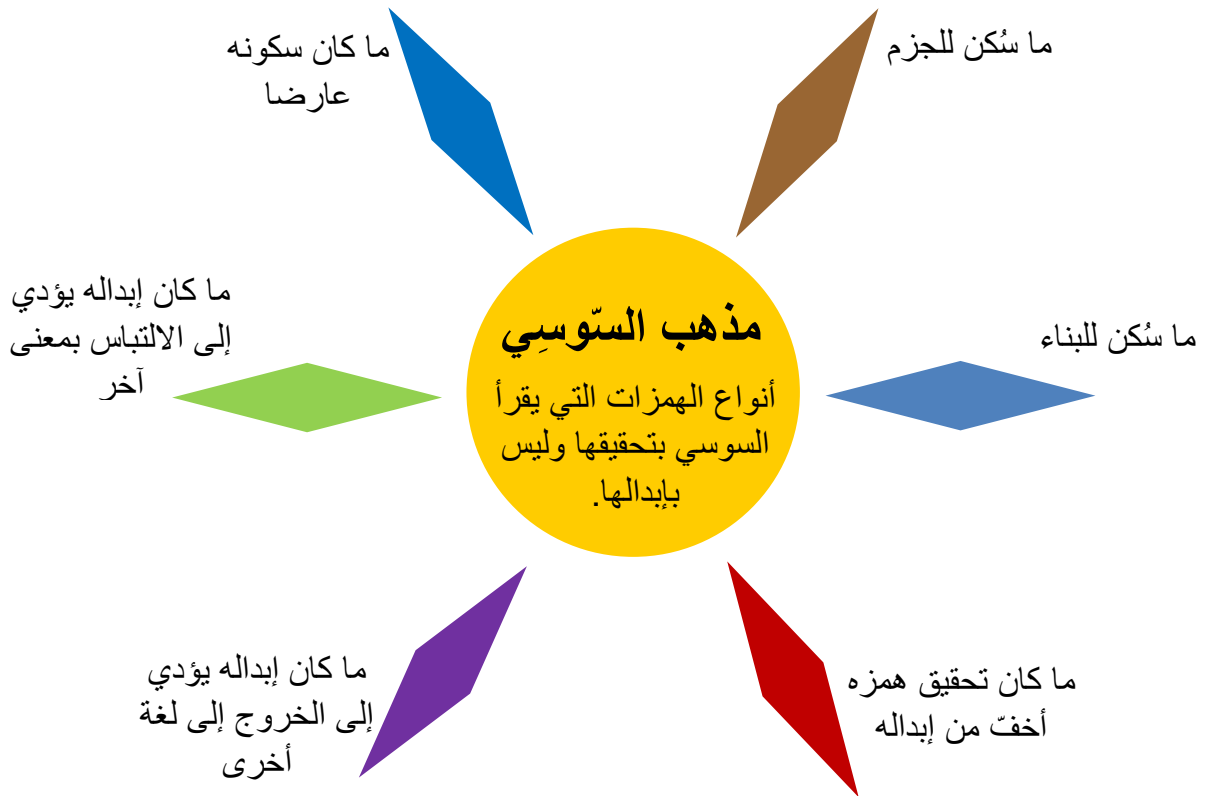 مذهب السّوسِي
أنواع الهمزات التي يقرأ
السوسي بتحقيقها وليس
بإبدالها.
ما سُكن للجزم
ما سُكن للبناء
ما كان تحقيق همزه
أخفّ من إبداله
ما كان إبداله يؤدي
إلى الخروج إلى لغة
أخرى
ما كان إبداله يؤدي
إلى الالتباس بمعنى
آخر
ما كان سكونه
عارضا